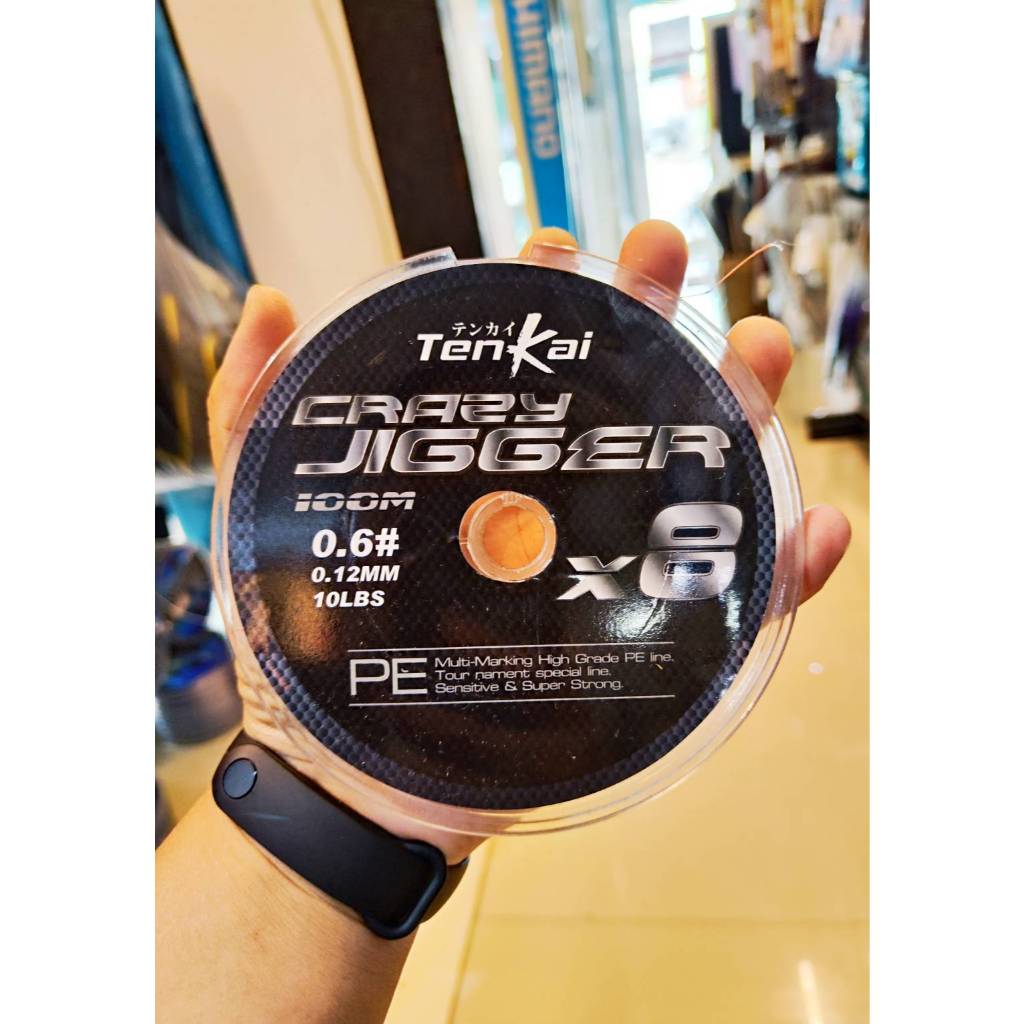 SHIMANO
テンカイ
TenKai
CRAZY
JIGGER
100M
0.6#
0.12MM
10LBS
x8
PE
Multi-Marking High Grade PE line.
Tour nament special line.
Sensitive & Super Strong.